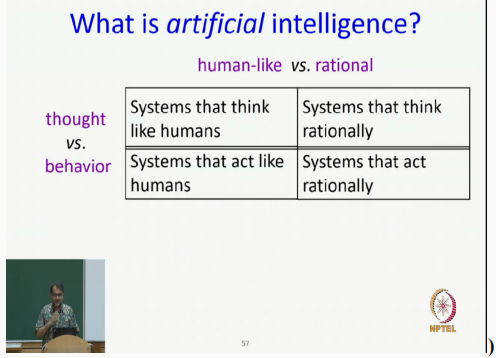 What is artificial intelligence?
human-like vs. rational
thought
vs.
behavior
Systems that think
like humans
Systems that think
rationally
Systems that act like
humans
Systems that act
rationally
NPTEL
57
)